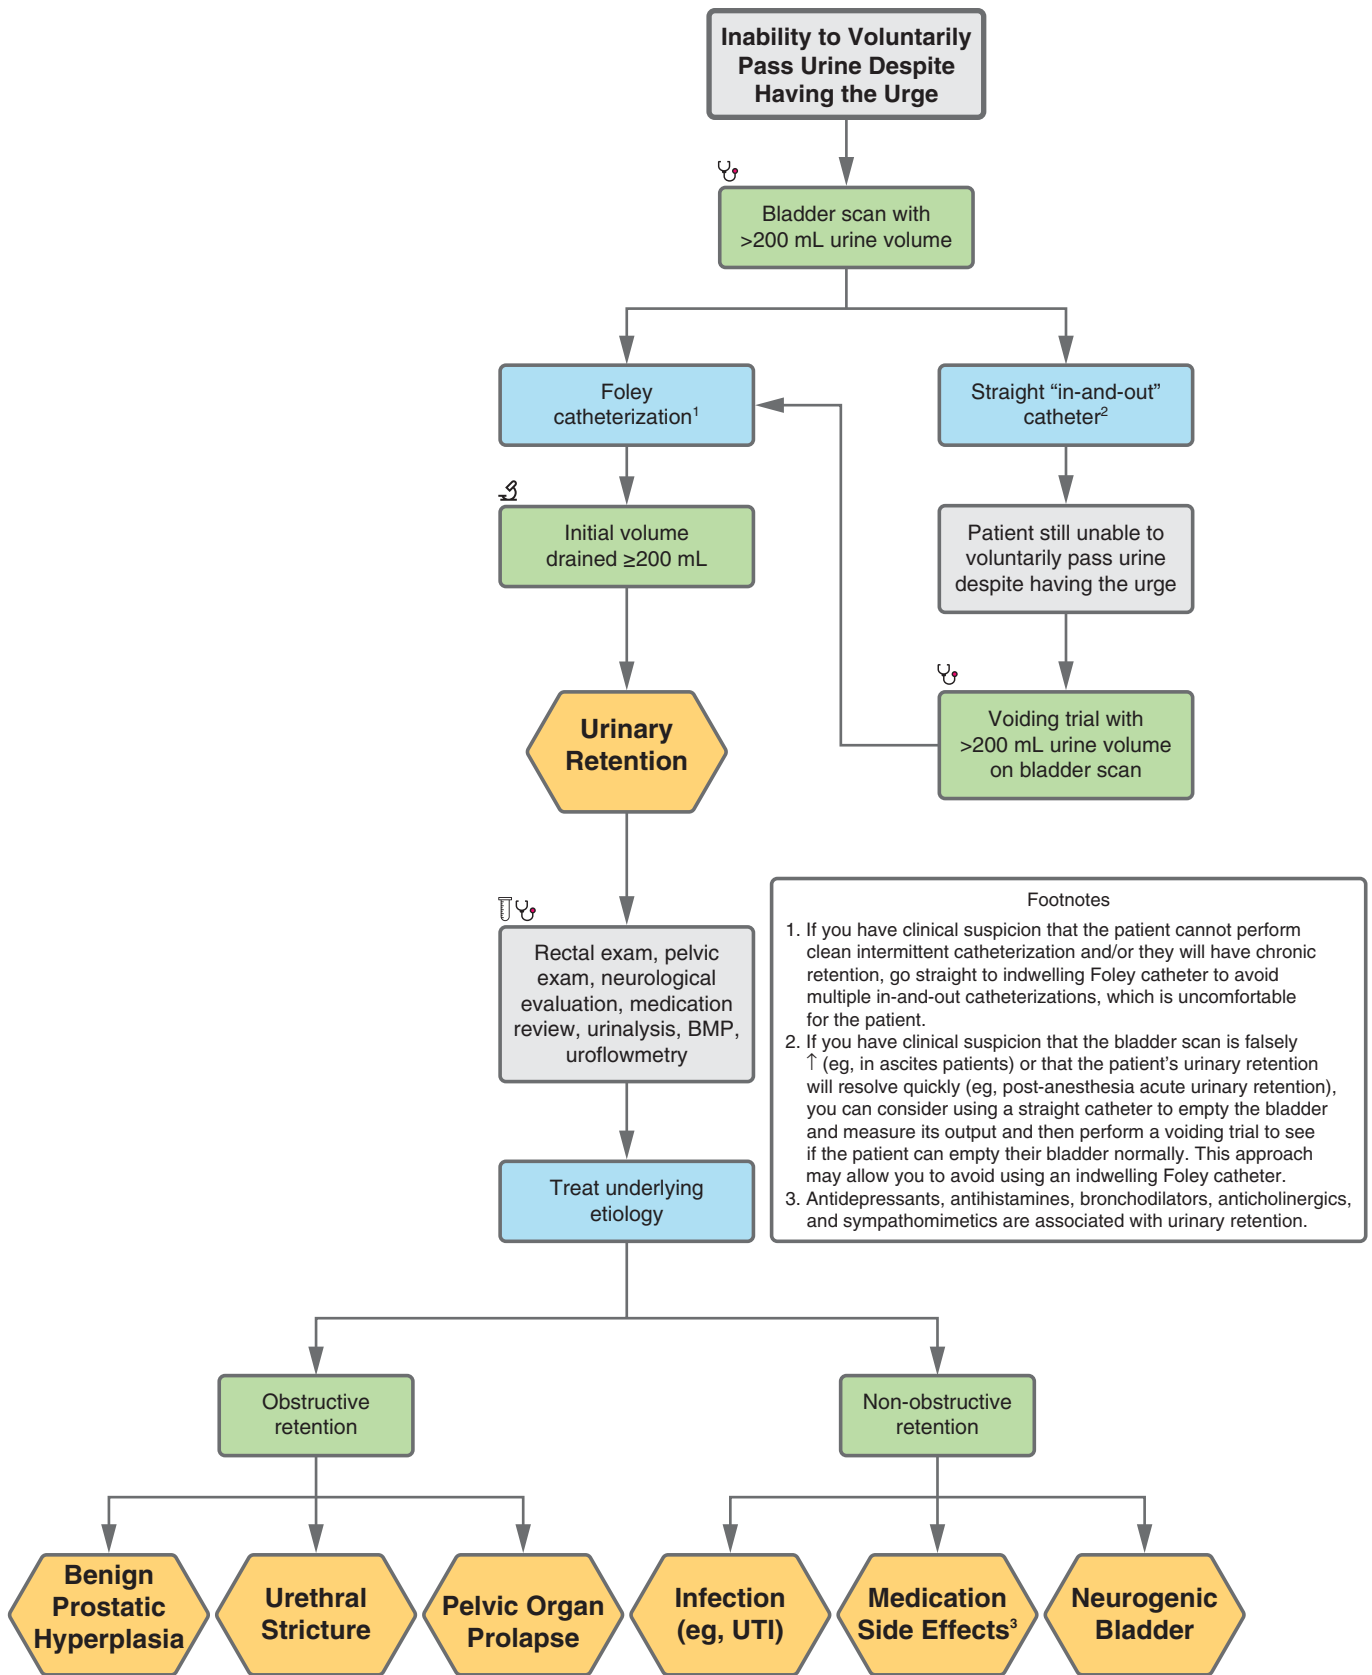 Inability to Voluntarily
Pass Urine Despite
Having the Urge
Bladder scan with
>200 mL urine volume
Foley
catheterization¹
Straight “in-and-out”
catheter²
Initial volume
drained ≥200 mL
Patient still unable to
voluntarily pass urine
despite having the urge
Urinary
Retention
Voiding trial with
>200 mL urine volume
on bladder scan
Rectal exam, pelvic
exam, neurological
evaluation, medication
review, urinalysis, BMP,
uroflowmetry
Footnotes
1. If you have clinical suspicion that the patient cannot perform
clean intermittent catheterization and/or they will have chronic
retention, go straight to indwelling Foley catheter to avoid
multiple in-and-out catheterizations, which is uncomfortable
for the patient.
2. If you have clinical suspicion that the bladder scan is falsely
↑ (eg, in ascites patients) or that the patient’s urinary retention
will resolve quickly (eg, post-anesthesia acute urinary retention),
you can consider using a straight catheter to empty the bladder
and measure its output and then perform a voiding trial to see
if the patient can empty their bladder normally. This approach
may allow you to avoid using an indwelling Foley catheter.
3. Antidepressants, antihistamines, bronchodilators, anticholinergics,
and sympathomimetics are associated with urinary retention.
Treat underlying
etiology
Obstructive
retention
Non-obstructive
retention
Benign
Prostatic
Hyperplasia
Urethral
Stricture
Pelvic Organ
Prolapse
Infection
(eg, UTI)
Medication
Side Effects³
Neurogenic
Bladder